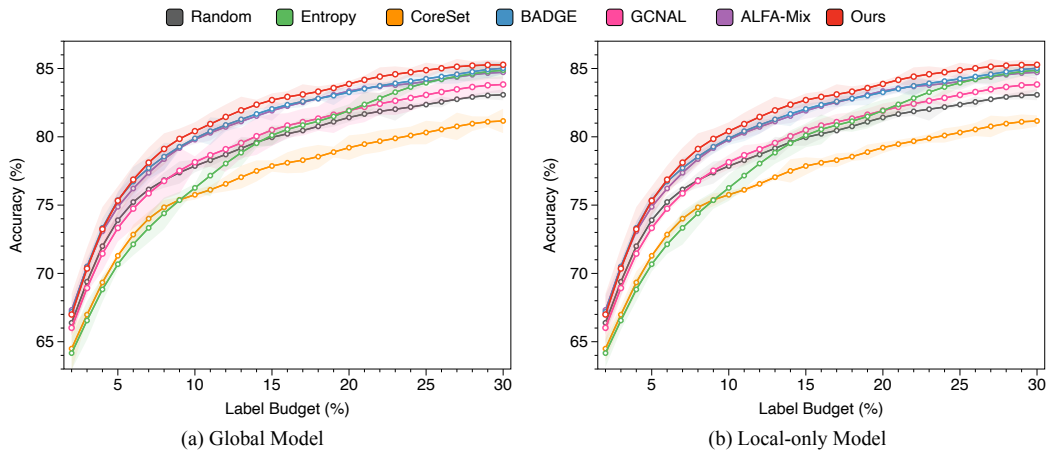 Random Entropy CoreSet BADGE GCNAL ALFA-Mix Ours
85
80
75
70
65
Accuracy (%)
5 10 15 20 25 30
Label Budget (%)
(a) Global Model
85
80
75
70
65
Accuracy (%)
5 10 15 20 25 30
Label Budget (%)
(b) Local-only Model